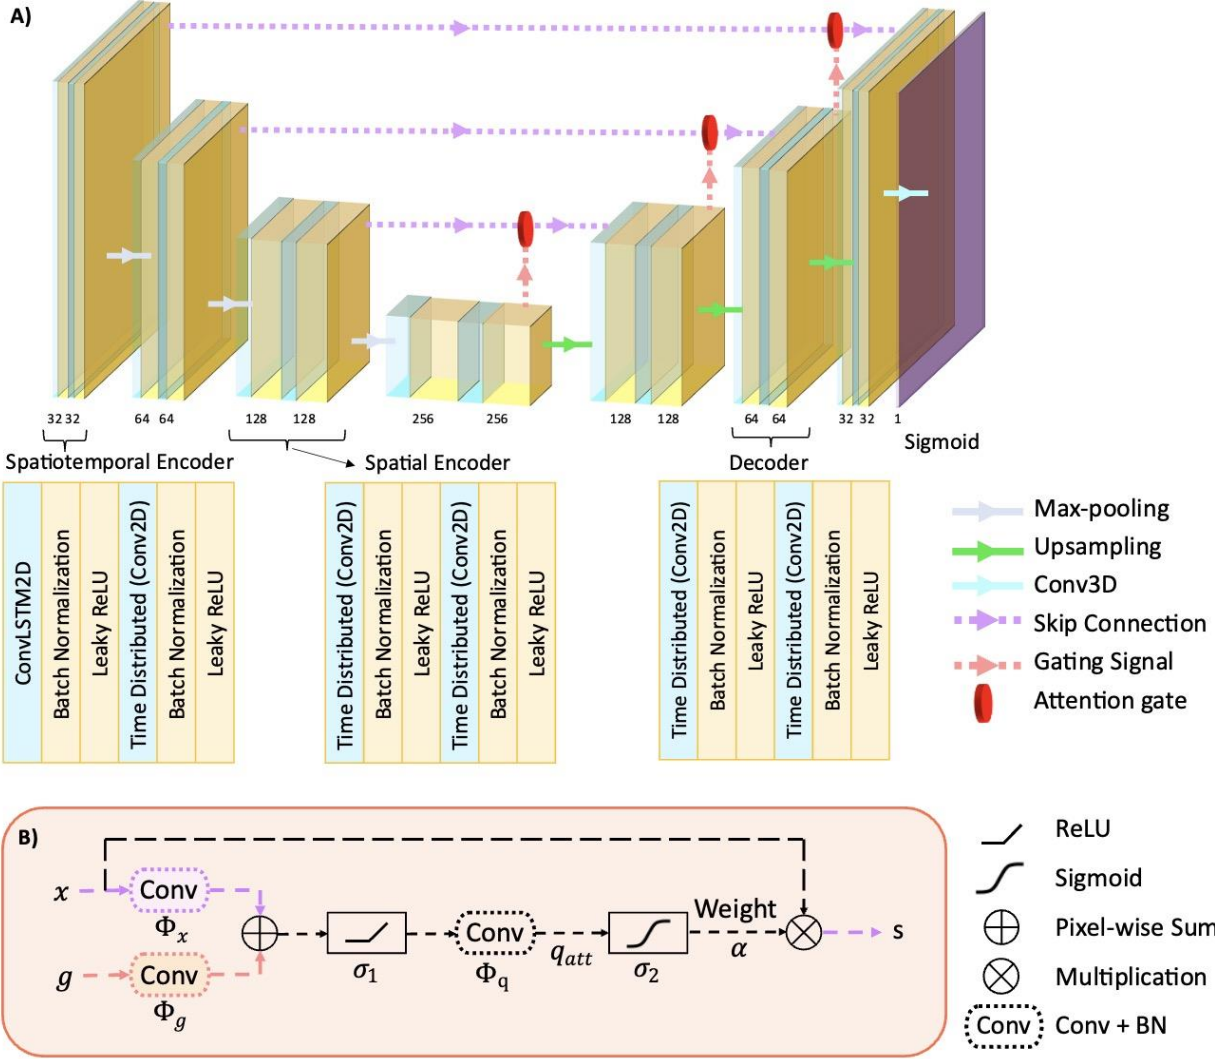 A)
32 32
64 64
128 128
256 256
128 128
64 64
32 32
1
Sigmoid
Spatiotemporal Encoder
Spatial Encoder
Decoder
ConvLSTM2D
Batch Normalization
Leaky ReLU
Time Distributed (Conv2D)
Batch Normalization
Leaky ReLU
Time Distributed (Conv2D)
Batch Normalization
Leaky ReLU
Time Distributed (Conv2D)
Batch Normalization
Leaky ReLU
Time Distributed (Conv2D)
Batch Normalization
Leaky ReLU
Time Distributed (Conv2D)
Batch Normalization
Leaky ReLU
Max-pooling
Upsampling
Conv3D
Skip Connection
Gating Signal
Attention gate
B)
x
Conv
Φx
g
Conv
Φg
σ1
Conv
Φq
qatt
σ2
Weight
α
s
ReLU
Sigmoid
Pixel-wise Sum
Multiplication
Conv
Conv + BN